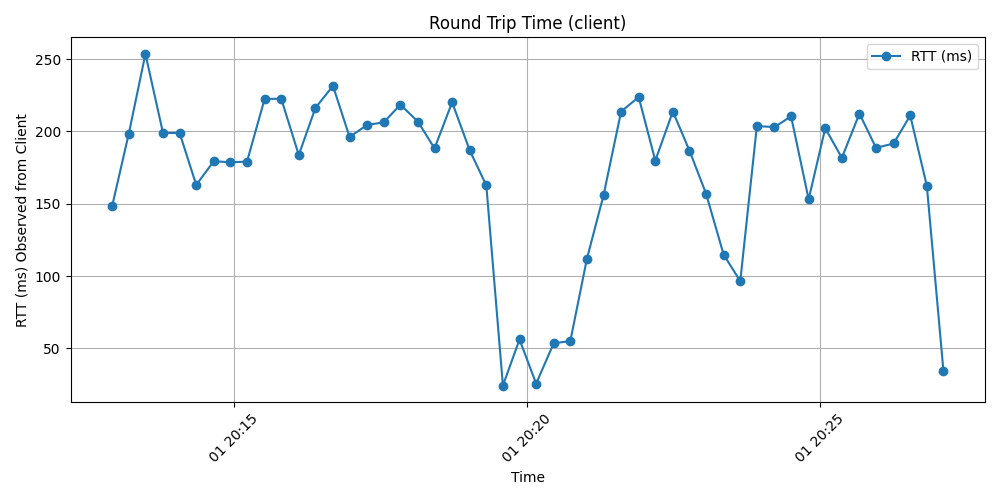 Round Trip Time (client)
RTT (ms)
RTT (ms) Observed from Client
250
200
150
100
50
01 20:15
01 20:20
01 20:25
Time